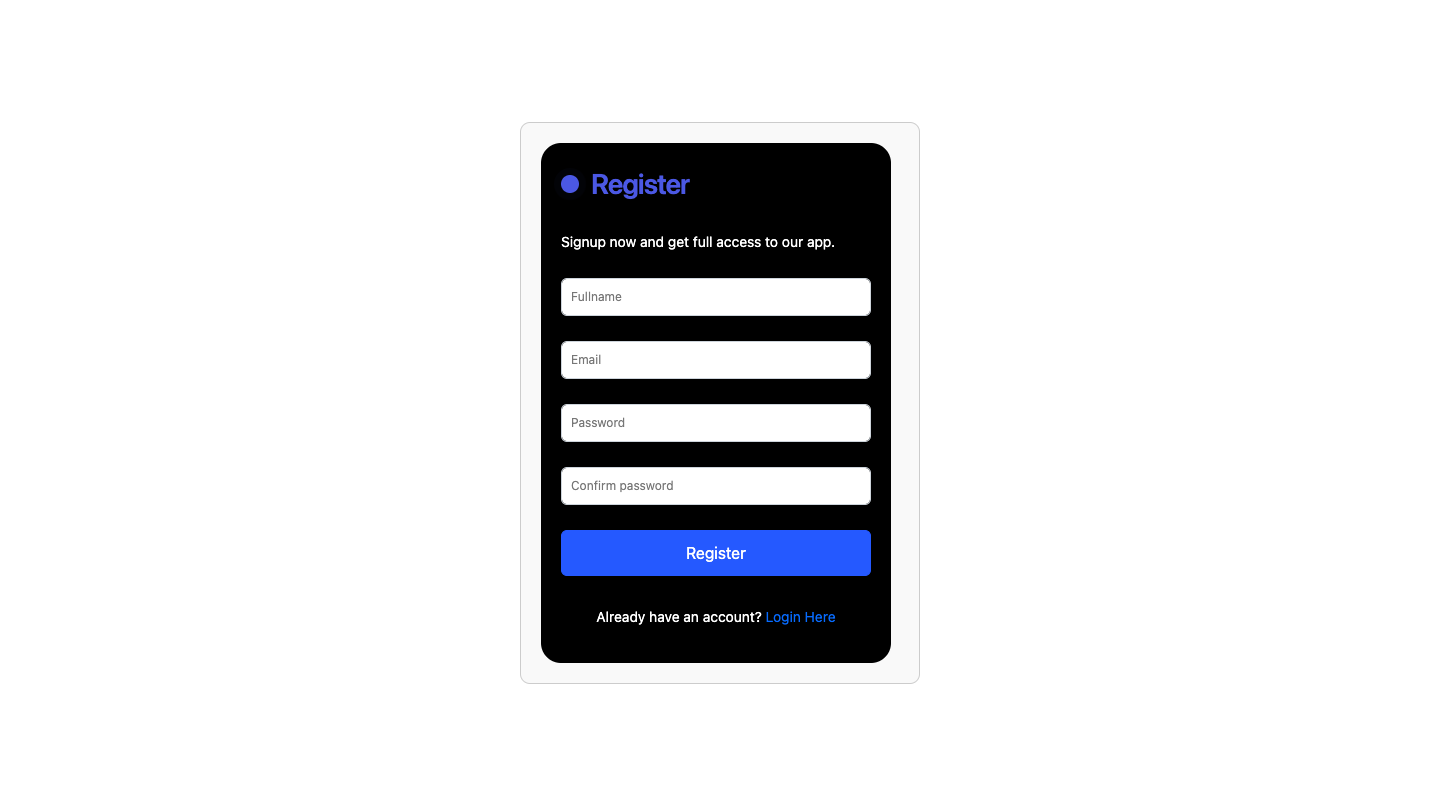 Register
Signup now and get full access to our app.
Fullname
Email
Password
Confirm password
Register
Already have an account? Login Here